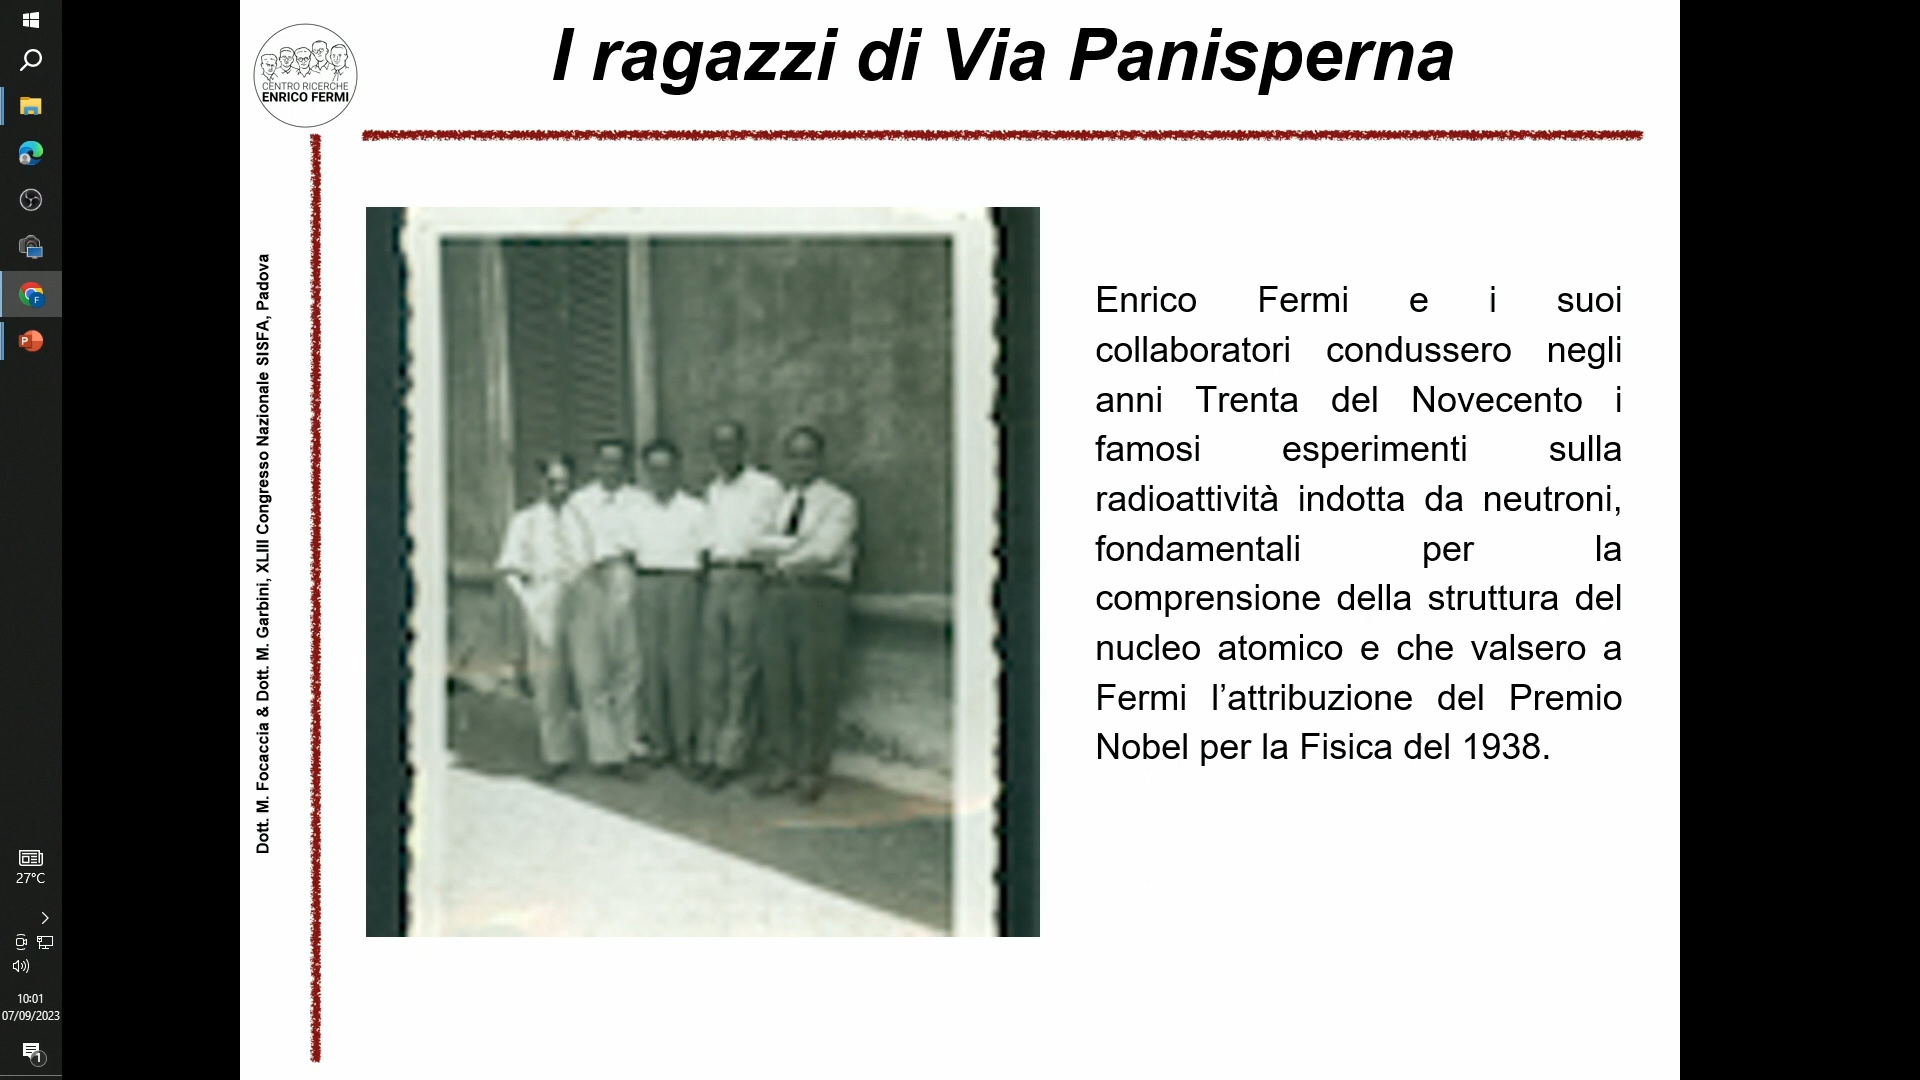 I ragazzi di Via Panisperna
CENTRO RICERCHE
ENRICO FERMI
Dott. M. Focaccia & Dott. M. Garbini, XLIII Congresso Nazionale SISFA, Padova
Enrico Fermi e i suoi
collaboratori condussero negli
anni Trenta del Novecento i
famosi esperimenti sulla
radioattività indotta da neutroni,
fondamentali per la
comprensione della struttura del
nucleo atomico e che valsero a
Fermi l’attribuzione del Premio
Nobel per la Fisica del 1938.
27°C
10:01
07/09/2023
1